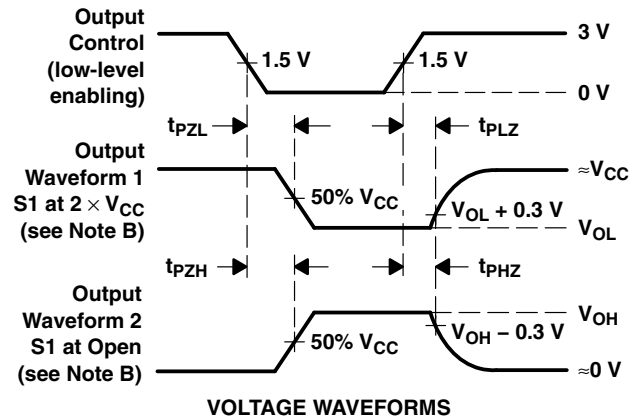 Output
Control
(low-level
enabling)
1.5 V
1.5 V
3 V
0 V
tPZL
tPLZ
Output
Waveform 1
S1 at 2 × VCC
(see Note B)
50% VCC
VOL + 0.3 V
≈VCC
VOL
tPZH
tPHZ
Output
Waveform 2
S1 at Open
(see Note B)
50% VCC
VOH − 0.3 V
VOH
≈0 V
VOLTAGE WAVEFORMS